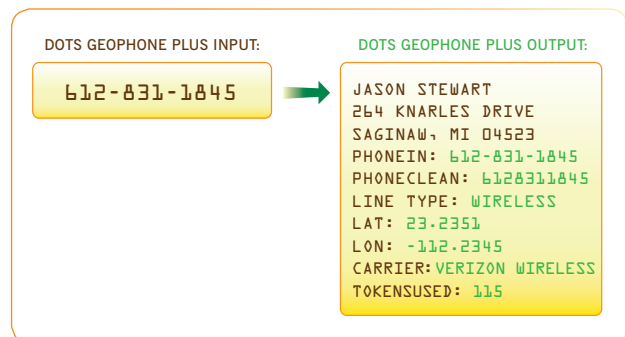 DOTS GEOPHONE PLUS INPUT:
612-831-1845
DOTS GEOPHONE PLUS OUTPUT:
JASON STEWART
264 KNARLES DRIVE
SAGINAW, MI 04523
PHONEIN: 612-831-1845
PHONECLEAN: 6128311845
LINE TYPE: WIRELESS
LAT: 23.2351
LON: -112.2345
CARRIER: VERIZON WIRELESS
TOKENSUSED: 115